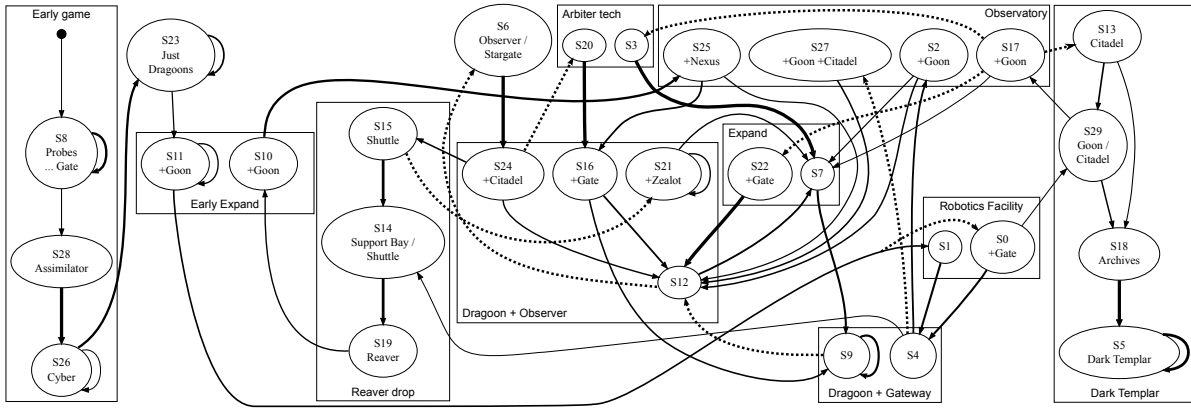 Early game
S8
Probes
... Gate
S28
Assimilator
S26
Cyber
S23
Just
Dragoons
S11
+Goon
S10
+Goon
Early Expand
S15
Shuttle
S14
Support Bay /
Shuttle
S19
Reaver
Reaver drop
S6
Observer /
Stargate
Arbiter tech
S20
S3
S24
+Citadel
S16
+Gate
S21
+Zealot
S12
Dragoon + Observer
Expand
S22
+Gate
S7
Observatory
S25
+Nexus
S27
+Goon +Citadel
S2
+Goon
S17
+Goon
Robotics Facility
S1
S0
+Gate
S9
S4
Dragoon + Gateway
S13
Citadel
S29
Goon /
Citadel
S18
Archives
S5
Dark Templar
Dark Templar